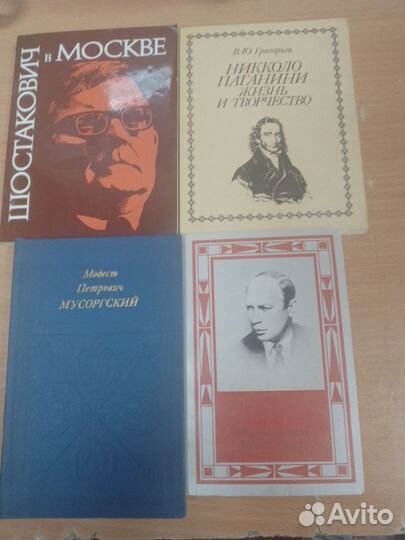 ШОСТАКОВИЧ
в МОСКВЕ
В. Ю. Григорьев
НИККОЛО
ПАГАНИНИ
ЖИЗНЬ
И ТВОРЧЕСТВО
Модест
Петрович
МУСОРГСКИЙ
Avito